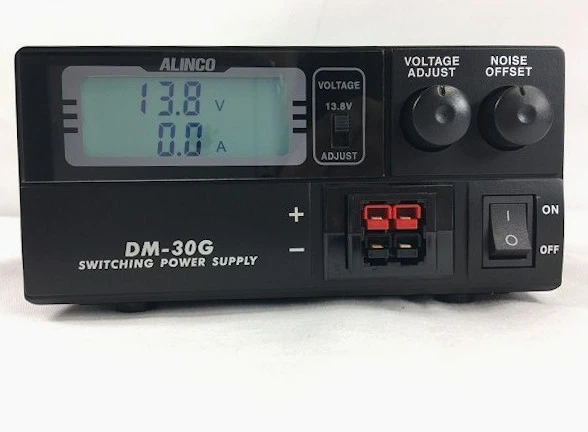 ALINCO
13.8 V
0.0 A
VOLTAGE
13.8V
ADJUST
VOLTAGE
ADJUST
NOISE
OFFSET
+
−
DM-30G
SWITCHING POWER SUPPLY
I
O
ON
OFF